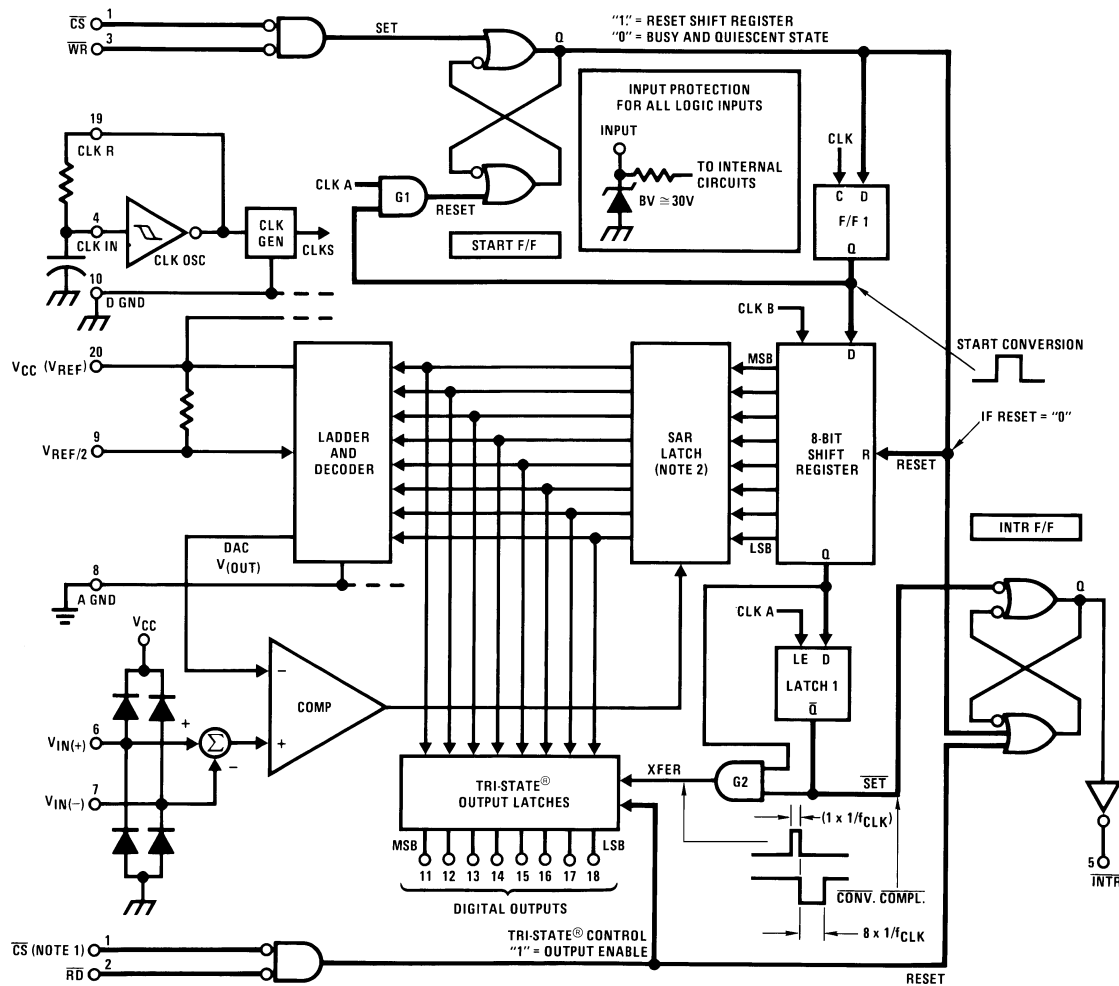 CS 1
WR 3
SET
Q
"1" = RESET SHIFT REGISTER
"0" = BUSY AND QUIESCENT STATE
INPUT PROTECTION
FOR ALL LOGIC INPUTS
INPUT
TO INTERNAL
CIRCUITS
BV ≅ 30V
19
CLK R
4
CLK IN
CLK OSC
CLK
GEN
CLKS
10
D GND
CLK A
G1
RESET
START F/F
CLK
C D
F/F 1
Q
CLK B
START CONVERSION
IF RESET = "0"
20
VCC (VREF)
9
VREF/2
LADDER
AND
DECODER
SAR
LATCH
(NOTE 2)
MSB
LSB
D
8-BIT
SHIFT
REGISTER
R
Q
RESET
INTR F/F
DAC
V(OUT)
8
A GND
VCC
6
VIN(+)
7
VIN(−)
+
−
Σ
−
+
COMP
CLK A
LE D
LATCH 1
Q
Q
TRI-STATE®
OUTPUT LATCHES
XFER
G2
SET
MSB
LSB
11 12 13 14 15 16 17 18
DIGITAL OUTPUTS
(1 x 1/fCLK)
CONV. COMPL.
8 x 1/fCLK
5
INTR
CS (NOTE 1) 1
RD 2
TRI-STATE® CONTROL
"1" = OUTPUT ENABLE
RESET